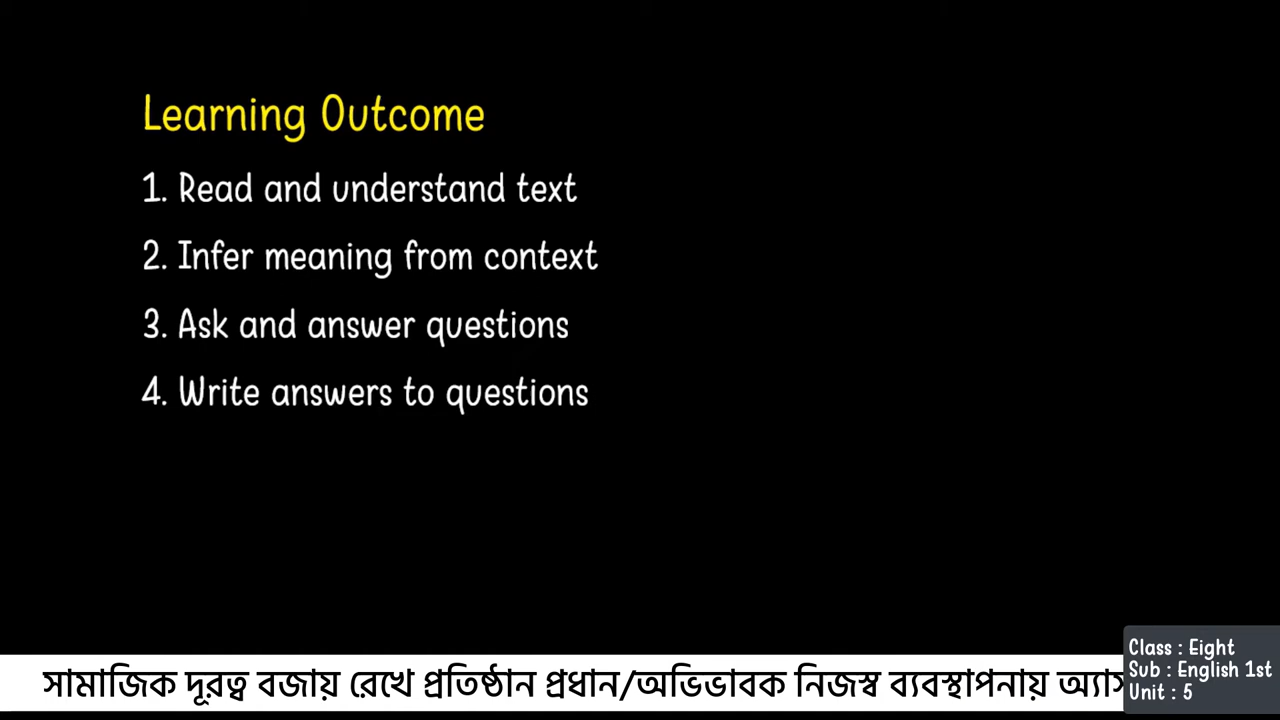 Learning Outcome
1. Read and understand text
2. Infer meaning from context
3. Ask and answer questions
4. Write answers to questions
Class : Eight
Sub : English 1st
Unit : 5
সামাজিক দূরত্ব বজায় রেখে প্রতিষ্ঠান প্রধান/অভিভাবক নিজস্ব ব্যবস্থাপনায়